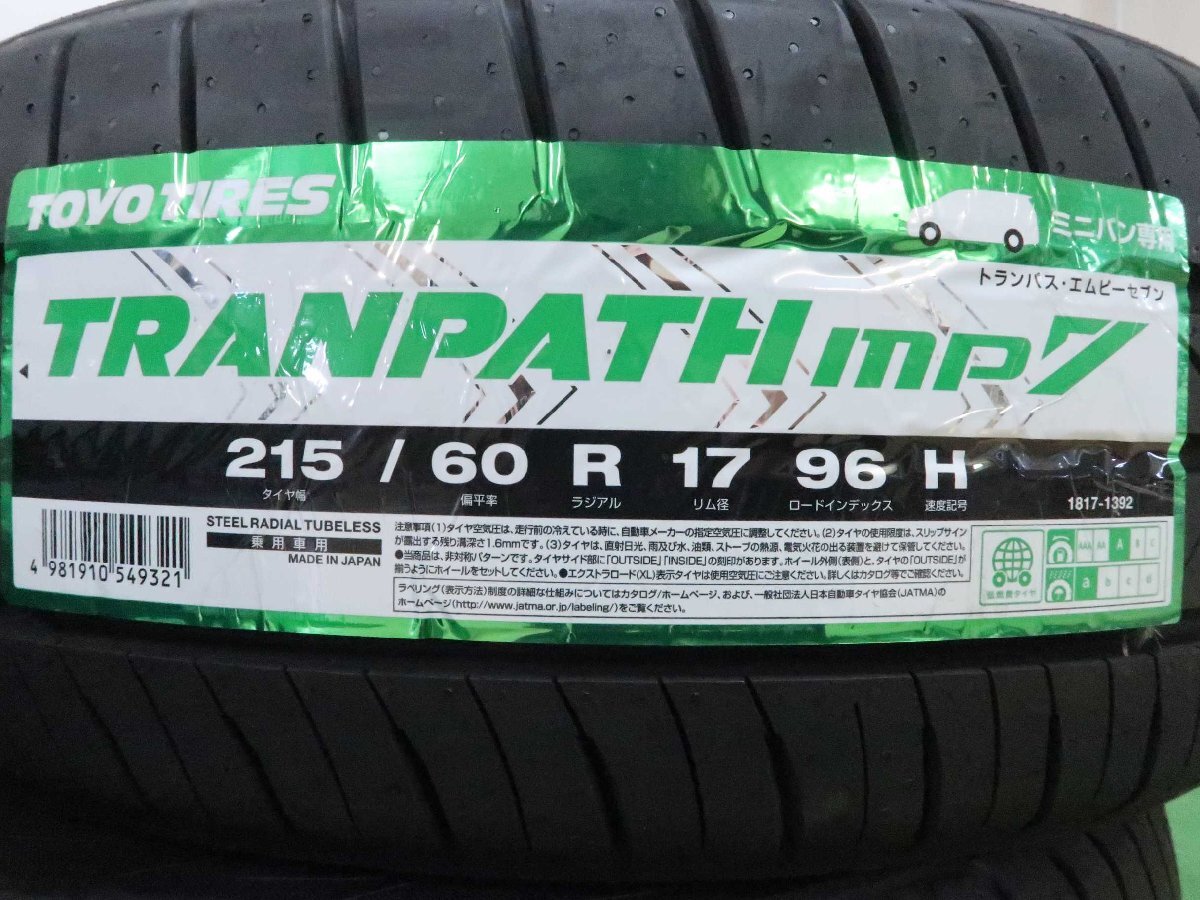 TOYO TIRES
ミニバン専用
トランパス・エムピーセブン
TRANPATH mp7
215 / 60 R 17 96 H
タイヤ幅 偏平率 ラジアル リム径 ロードインデックス 速度記号
1817-1392
STEEL RADIAL TUBELESS
乗用車用
MADE IN JAPAN
4 981910 549321
注意事項(1)タイヤ空気圧は、走行前の冷えている時に、自動車メーカーの指定空気圧に調整してください。(2)タイヤの使用限度は、スリップサイン
が露出する残り溝深さ1.6mmです。(3)タイヤは、直射日光、雨及び水、油類、ストーブの熱源、電気火花の出る装置を避けて保管してください。
●当商品は、非対称パターンです。タイヤサイド部に「OUTSIDE」「INSIDE」の刻印があります。ホイール外側(表側)と、タイヤの「OUTSIDE」が
揃うようにホイールをセットしてください。●エクストラロード(XL)表示タイヤは使用空気圧にご注意ください。詳しくはカタログ等でご確認ください。
ラベリング(表示方法)制度の詳細な仕組みについてはカタログ/ホームページ、および、一般社団法人日本自動車タイヤ協会(JATMA)の
ホームページ(http://www.jatma.or.jp/labeling/)をご覧ください。
低燃費タイヤ
AAA AA A B C
a b c d